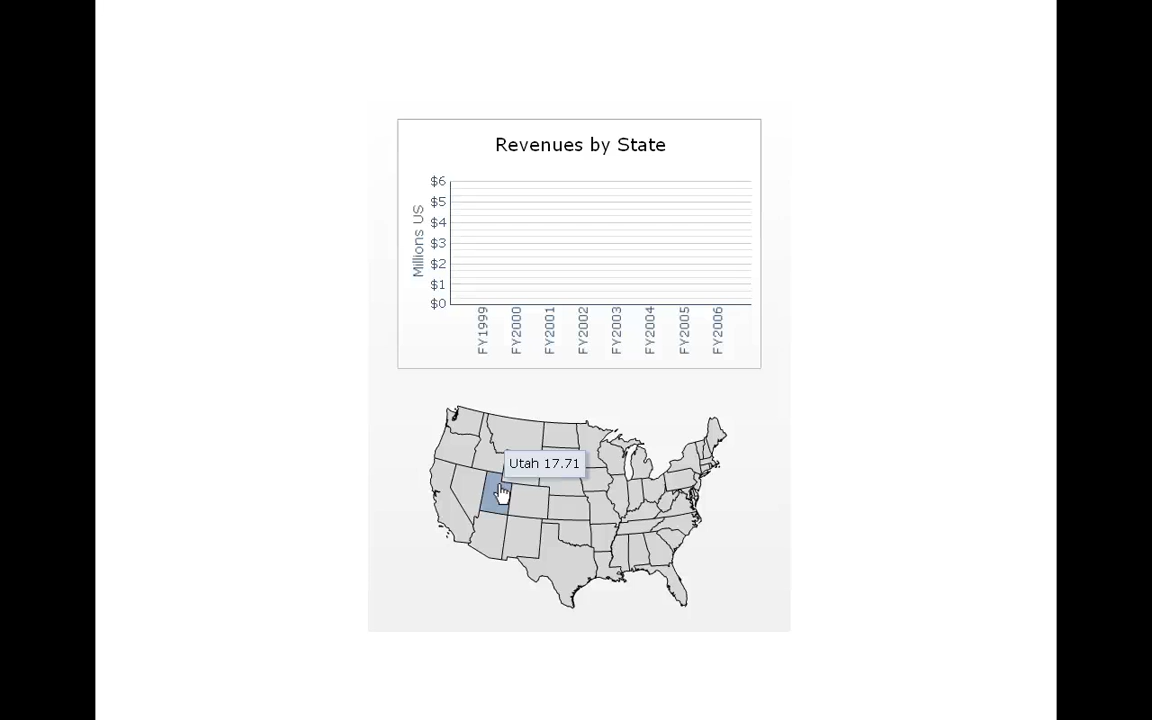 Revenues by State
$6
$5
$4
$3
$2
$1
$0
Millions US
FY1999
FY2000
FY2001
FY2002
FY2003
FY2004
FY2005
FY2006
Utah 17.71